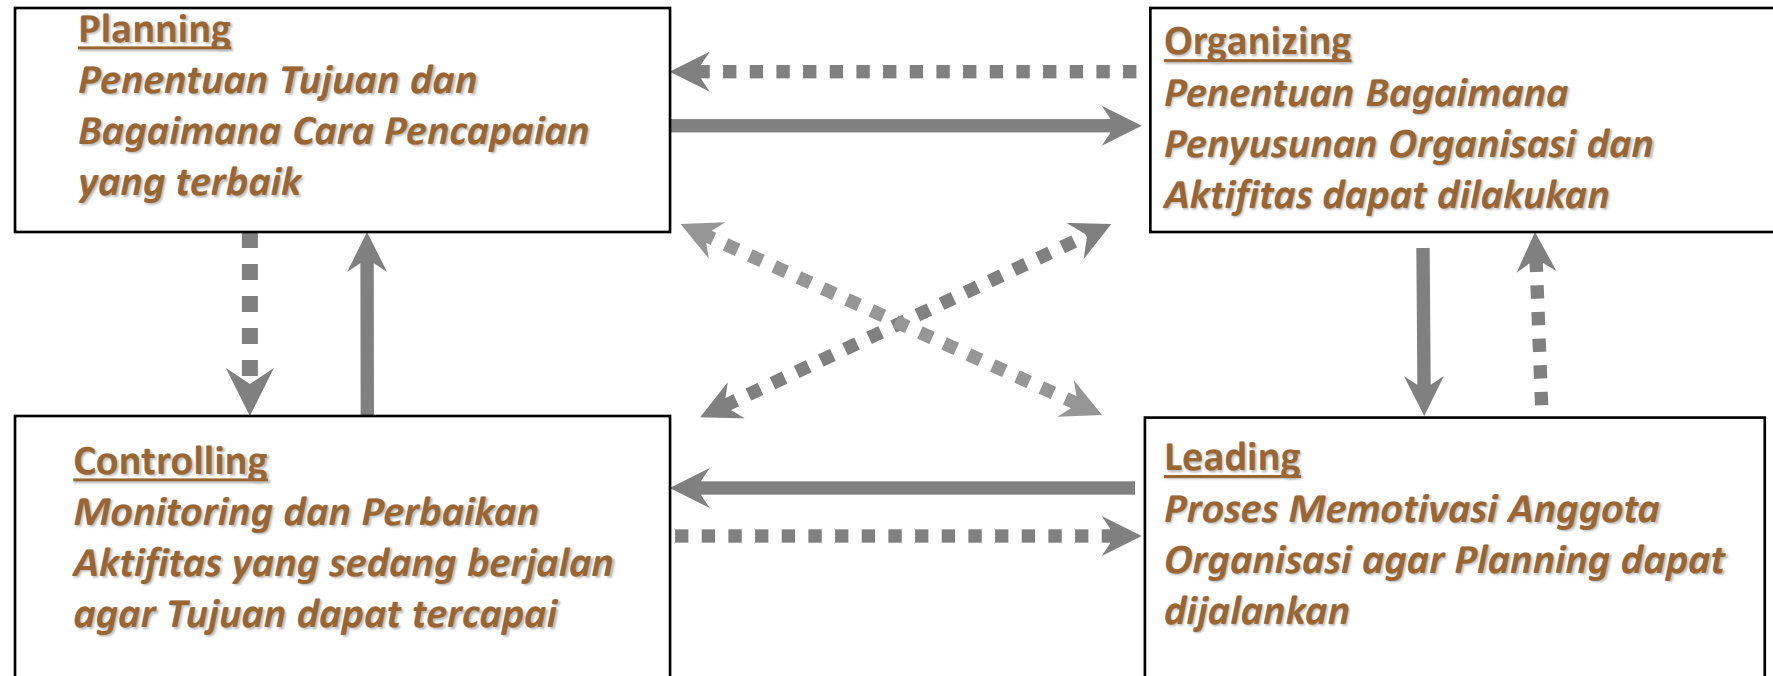 Planning
Penentuan Tujuan dan
Bagaimana Cara Pencapaian
yang terbaik
Organizing
Penentuan Bagaimana
Penyusunan Organisasi dan
Aktifitas dapat dilakukan
Controlling
Monitoring dan Perbaikan
Aktifitas yang sedang berjalan
agar Tujuan dapat tercapai
Leading
Proses Memotivasi Anggota
Organisasi agar Planning dapat
dijalankan